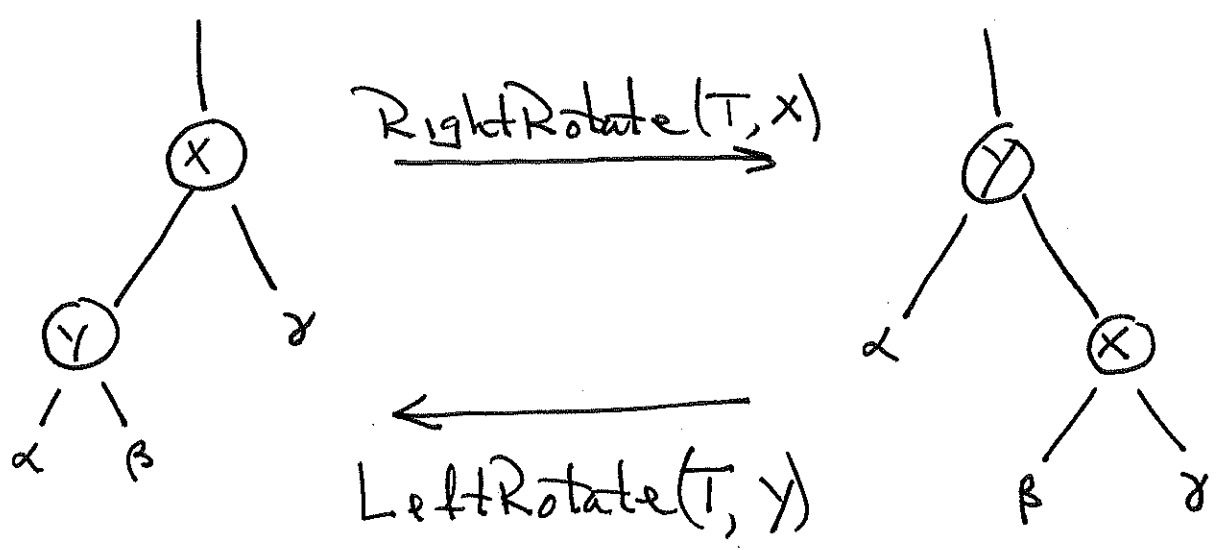 RightRotate(T, x)
X
Y
γ
α β
Y
α
X
β γ
LeftRotate(T, y)